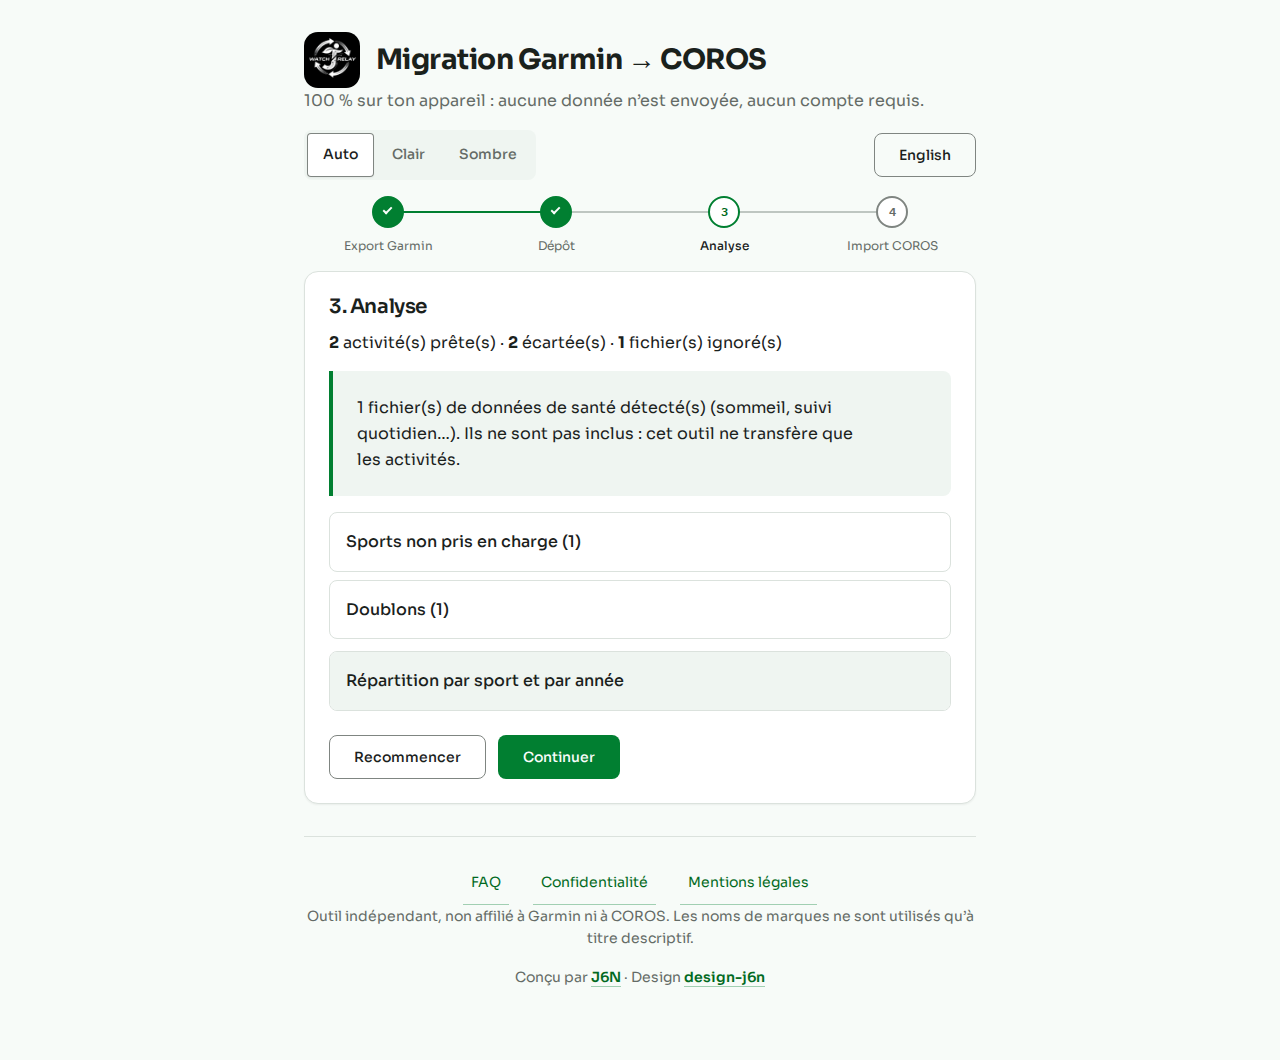 WATCH RELAY
Migration Garmin → COROS
100 % sur ton appareil : aucune donnée n’est envoyée, aucun compte requis.
Auto Clair Sombre English
3 4
Export Garmin Dépôt Analyse Import COROS
3. Analyse
2 activité(s) prête(s) · 2 écartée(s) · 1 fichier(s) ignoré(s)
1 fichier(s) de données de santé détecté(s) (sommeil, suivi
quotidien…). Ils ne sont pas inclus : cet outil ne transfère que
les activités.
Sports non pris en charge (1)
Doublons (1)
Répartition par sport et par année
Recommencer Continuer
FAQ Confidentialité Mentions légales
Outil indépendant, non affilié à Garmin ni à COROS. Les noms de marques ne sont utilisés qu’à
titre descriptif.
Conçu par J6N · Design design-j6n